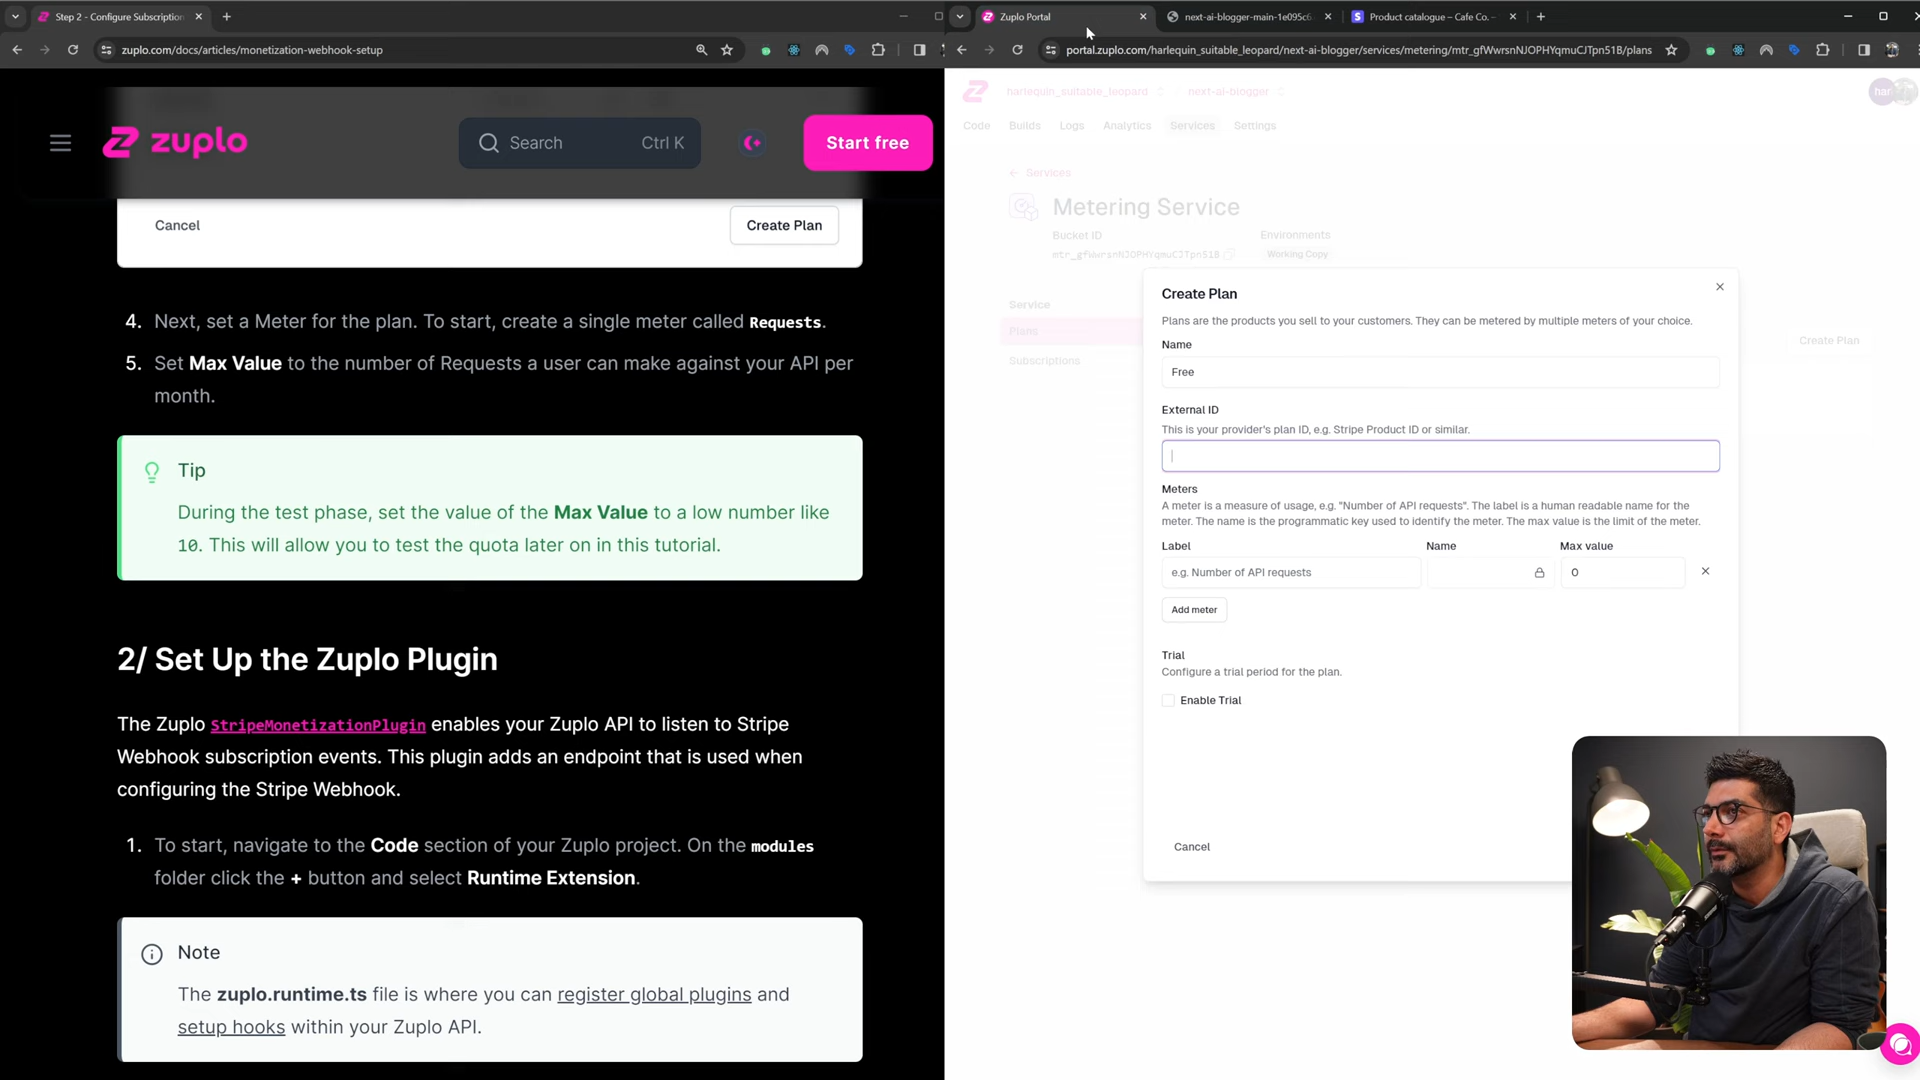 Step 2 - Configure Subscription
zuplo.com/docs/articles/monetization-webhook-setup
zuplo
Search
Ctrl K
Start free
Cancel
Create Plan
4. Next, set a Meter for the plan. To start, create a single meter called Requests.
5. Set Max Value to the number of Requests a user can make against your API per
month.
Tip
During the test phase, set the value of the Max Value to a low number like
10. This will allow you to test the quota later on in this tutorial.
2/ Set Up the Zuplo Plugin
The Zuplo StripeMonetizationPlugin enables your Zuplo API to listen to Stripe
Webhook subscription events. This plugin adds an endpoint that is used when
configuring the Stripe Webhook.
1. To start, navigate to the Code section of your Zuplo project. On the modules
folder click the + button and select Runtime Extension.
Note
The zuplo.runtime.ts file is where you can register global plugins and
setup hooks within your Zuplo API.
Zuplo Portal
next-ai-blogger-main-1e095c6
Product catalogue – Cafe Co. –
portal.zuplo.com/harlequin_suitable_leopard/next-ai-blogger/services/metering/mtr_gfWwrsnNJOPHYqmuCJTpn51B/plans
harlequin_suitable_leopard
next-ai-blogger
har
Code
Builds
Logs
Analytics
Services
Settings
Services
Metering Service
Bucket ID
Environments
mtr_gfWwrsnNJOPHYqmuCJTpn51B
Working Copy
Service
Plans
Subscriptions
Create Plan
Create Plan
Plans are the products you sell to your customers. They can be metered by multiple meters of your choice.
Name
Free
External ID
This is your provider's plan ID, e.g. Stripe Product ID or similar.
Meters
A meter is a measure of usage, e.g. "Number of API requests". The label is a human readable name for the
meter. The name is the programmatic key used to identify the meter. The max value is the limit of the meter.
Label
Name
Max value
e.g. Number of API requests
0
Add meter
Trial
Configure a trial period for the plan.
Enable Trial
Cancel